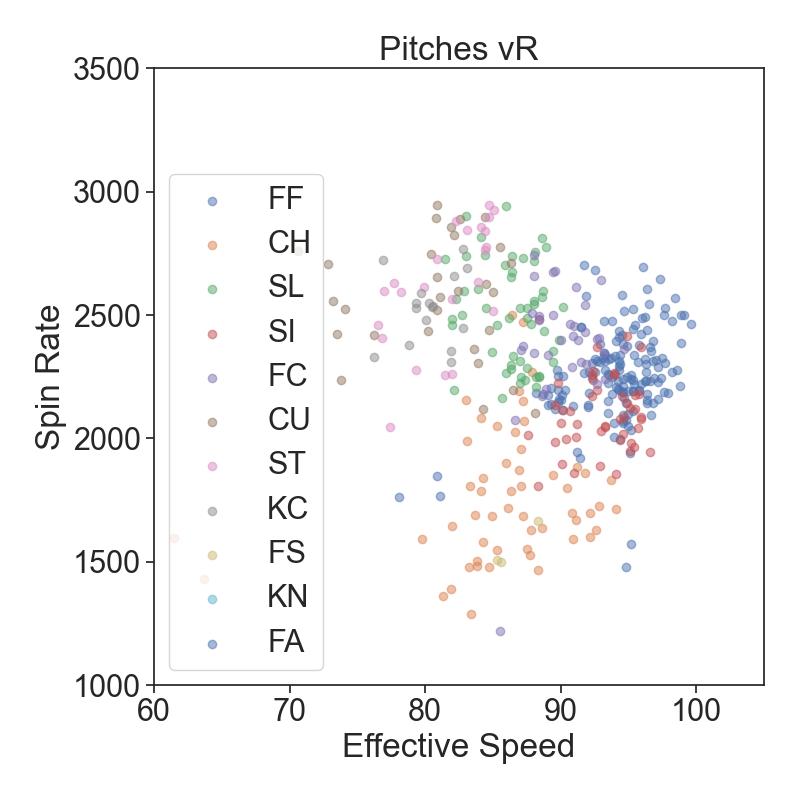 Pitches vR
3500
3000
2500
2000
1500
1000
Spin Rate
FF
CH
SL
SI
FC
CU
ST
KC
FS
KN
FA
60 70 80 90 100
Effective Speed